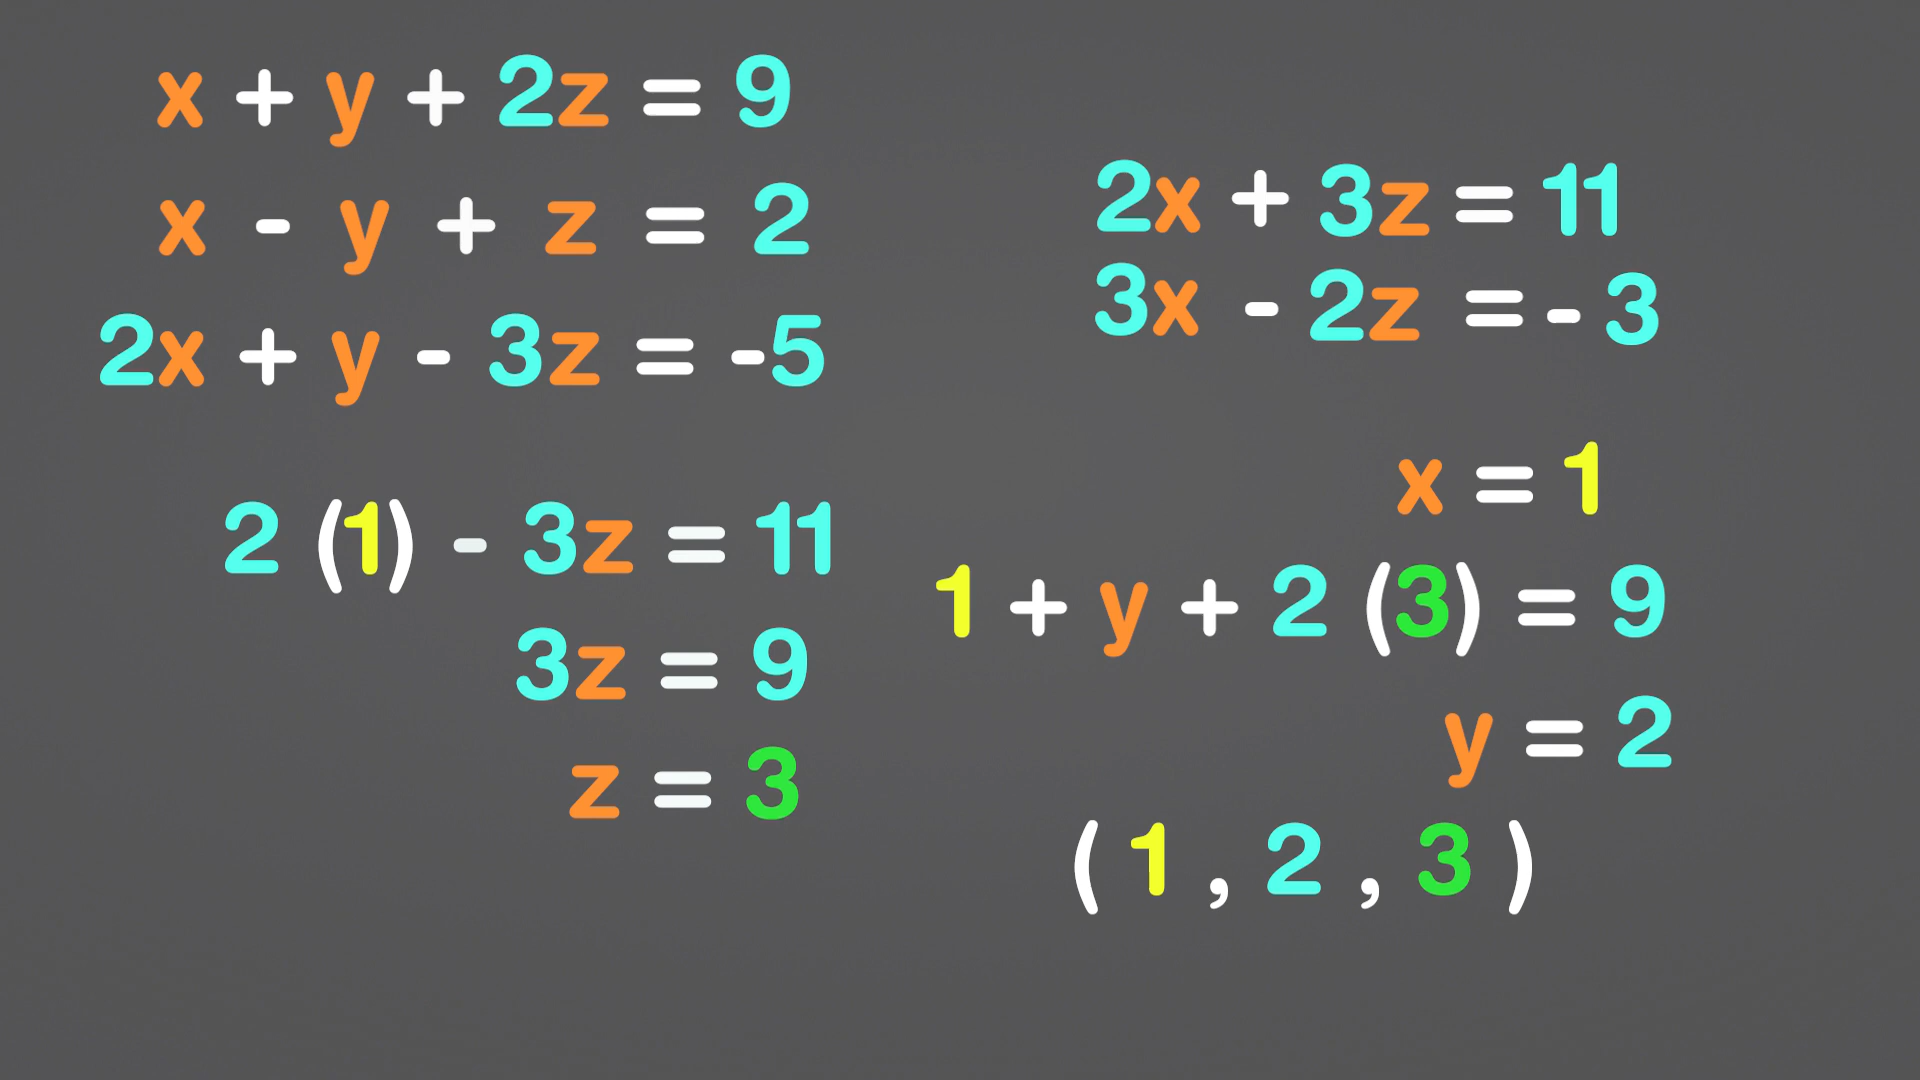 x + y + 2z = 9
x - y + z = 2
2x + y - 3z = -5
2x + 3z = 11
3x - 2z = - 3
2 (1) - 3z = 11
3z = 9
z = 3
x = 1
1 + y + 2 (3) = 9
y = 2
( 1 , 2 , 3 )